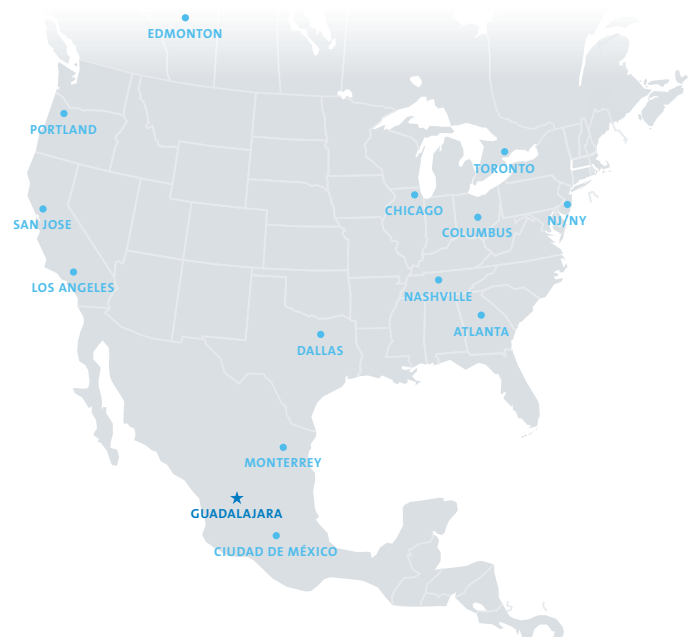 EDMONTON
PORTLAND
TORONTO
CHICAGO
SAN JOSE
NJ/NY
COLUMBUS
LOS ANGELES
NASHVILLE
ATLANTA
DALLAS
MONTERREY
GUADALAJARA
CIUDAD DE MÉXICO